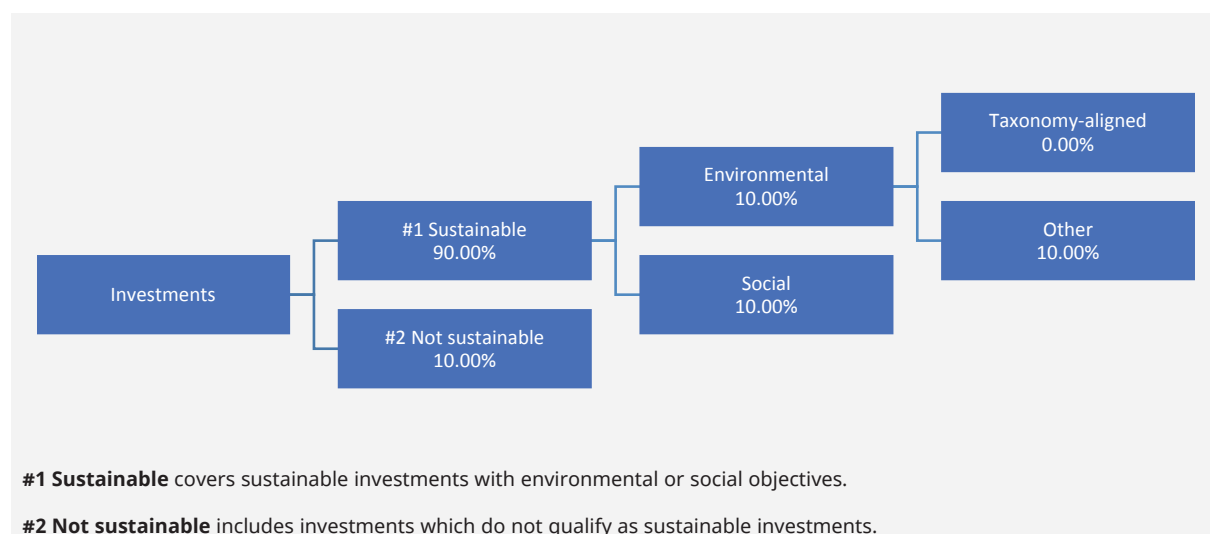 Taxonomy-aligned
0.00%
Environmental
10.00%
#1 Sustainable
90.00%
Other
10.00%
Investments
Social
10.00%
#2 Not sustainable
10.00%
#1 Sustainable covers sustainable investments with environmental or social objectives.
#2 Not sustainable includes investments which do not qualify as sustainable investments.